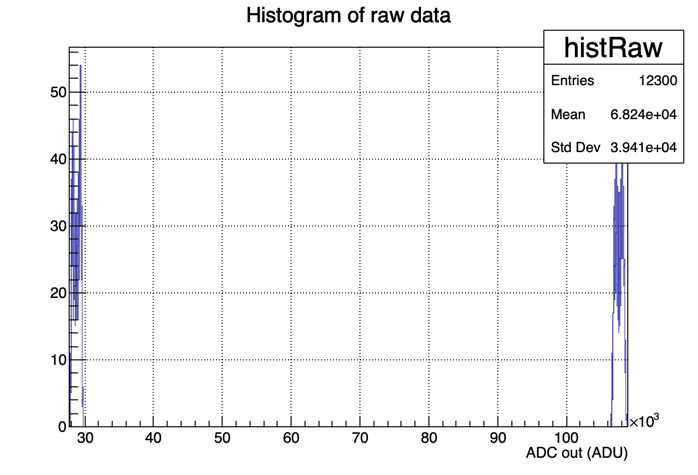 Histogram of raw data
histRaw
Entries 12300
Mean 6.824e+04
Std Dev 3.941e+04
50
40
30
20
10
0
30 40 50 60 70 80 90 100
×10³
ADC out (ADU)